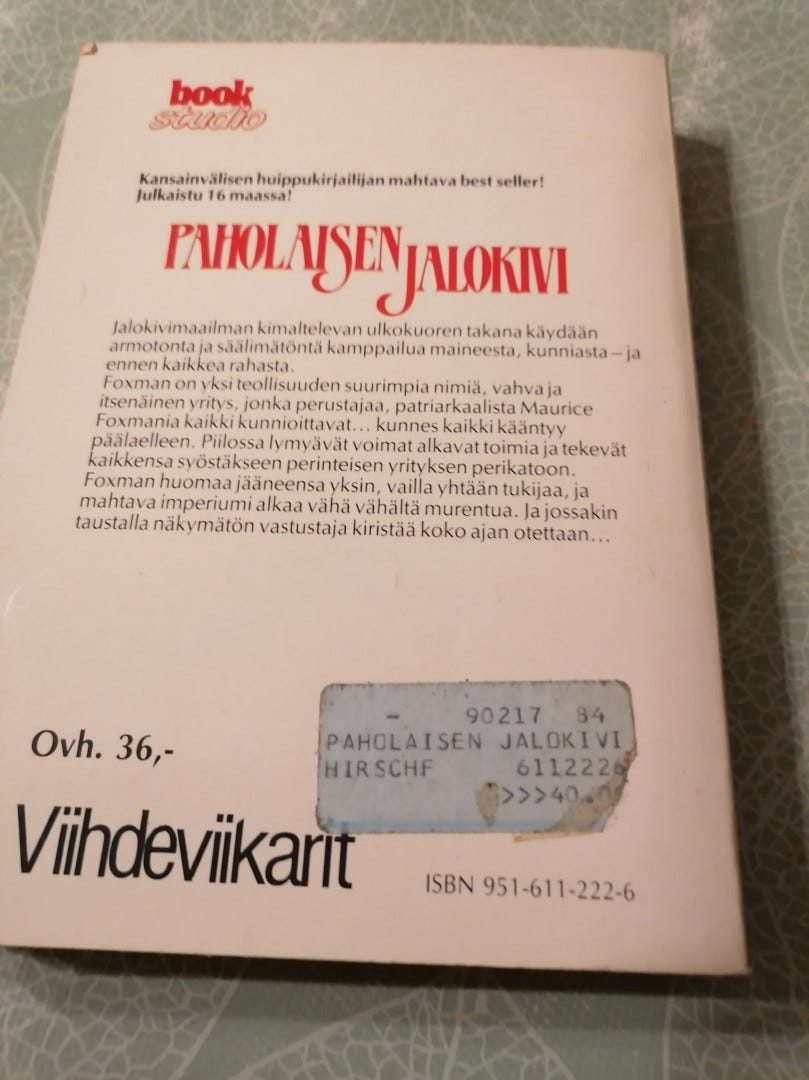 book
studio
Kansainvälisen huippukirjailijan mahtava best seller!
Julkaistu 16 maassa!
PAHOLAISEN JALOKIVI
Jalokivimaailman kimaltelevan ulkokuoren takana käydään
armotonta ja säälimätöntä kamppailua maineesta, kunniasta – ja
ennen kaikkea rahasta.
Foxman on yksi teollisuuden suurimpia nimiä, vahva ja
itsenäinen yritys, jonka perustajaa, patriarkaalista Maurice
Foxmania kaikki kunnioittavat... kunnes kaikki kääntyy
päälaelleen. Piilossa lymyävät voimat alkavat toimia ja tekevät
kaikkensa syöstäkseen perinteisen yrityksen perikatoon.
Foxman huomaa jääneensä yksin, vailla yhtään tukijaa, ja
mahtava imperiumi alkaa vähä vähältä murentua. Ja jossakin
taustalla näkymätön vastustaja kiristää koko ajan otettaan...
- 90217 84
PAHOLAISEN JALOKIVI
HIRSCHF 6112226
>>>40.0
Ovh. 36,-
Viihdeviikarit
ISBN 951-611-222-6